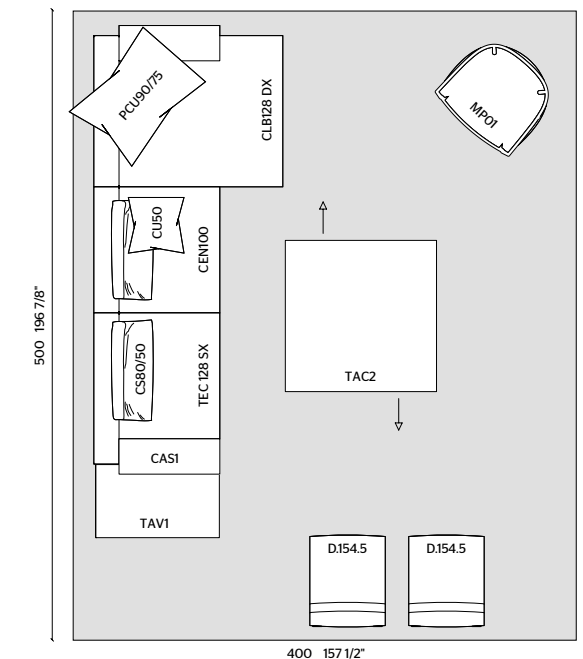 PCU90/75
CLB128 DX
MP01
CU50
CEN100
500 196 7/8"
CS80/50
TEC 128 SX
TAC2
CAS1
TAV1
D.154.5
D.154.5
400 157 1/2"